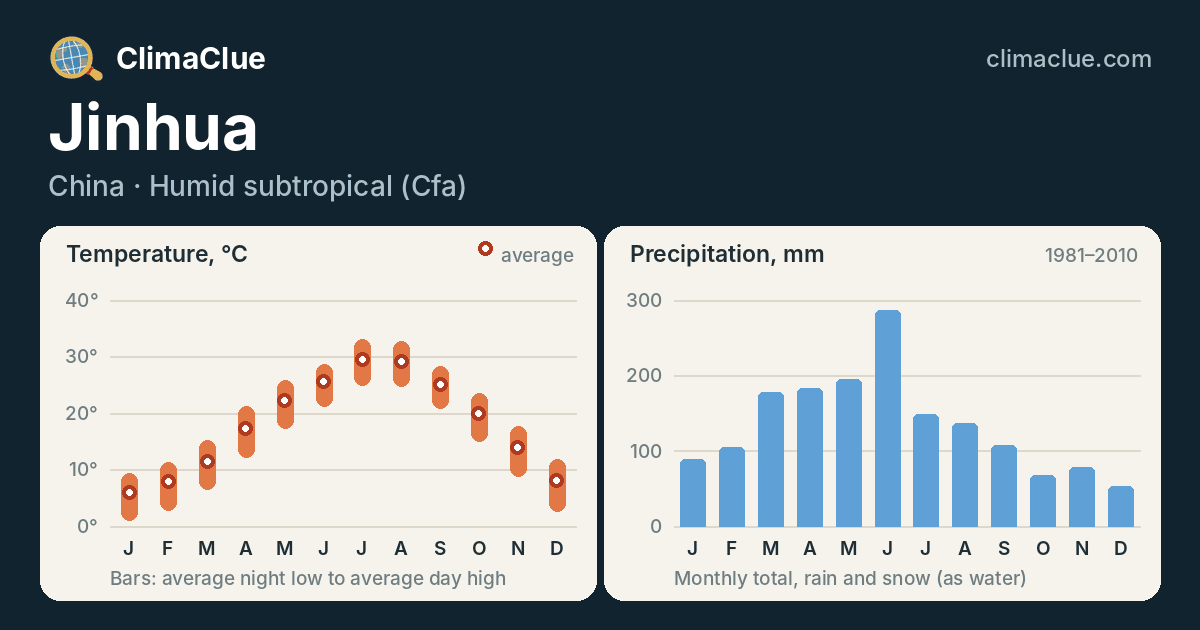 ClimaClue
climaclue.com
Jinhua
China · Humid subtropical (Cfa)
Temperature, °C
average
40°
30°
20°
10°
0°
J F M A M J J A S O N D
Bars: average night low to average day high
Precipitation, mm
1981–2010
300
200
100
0
J F M A M J J A S O N D
Monthly total, rain and snow (as water)